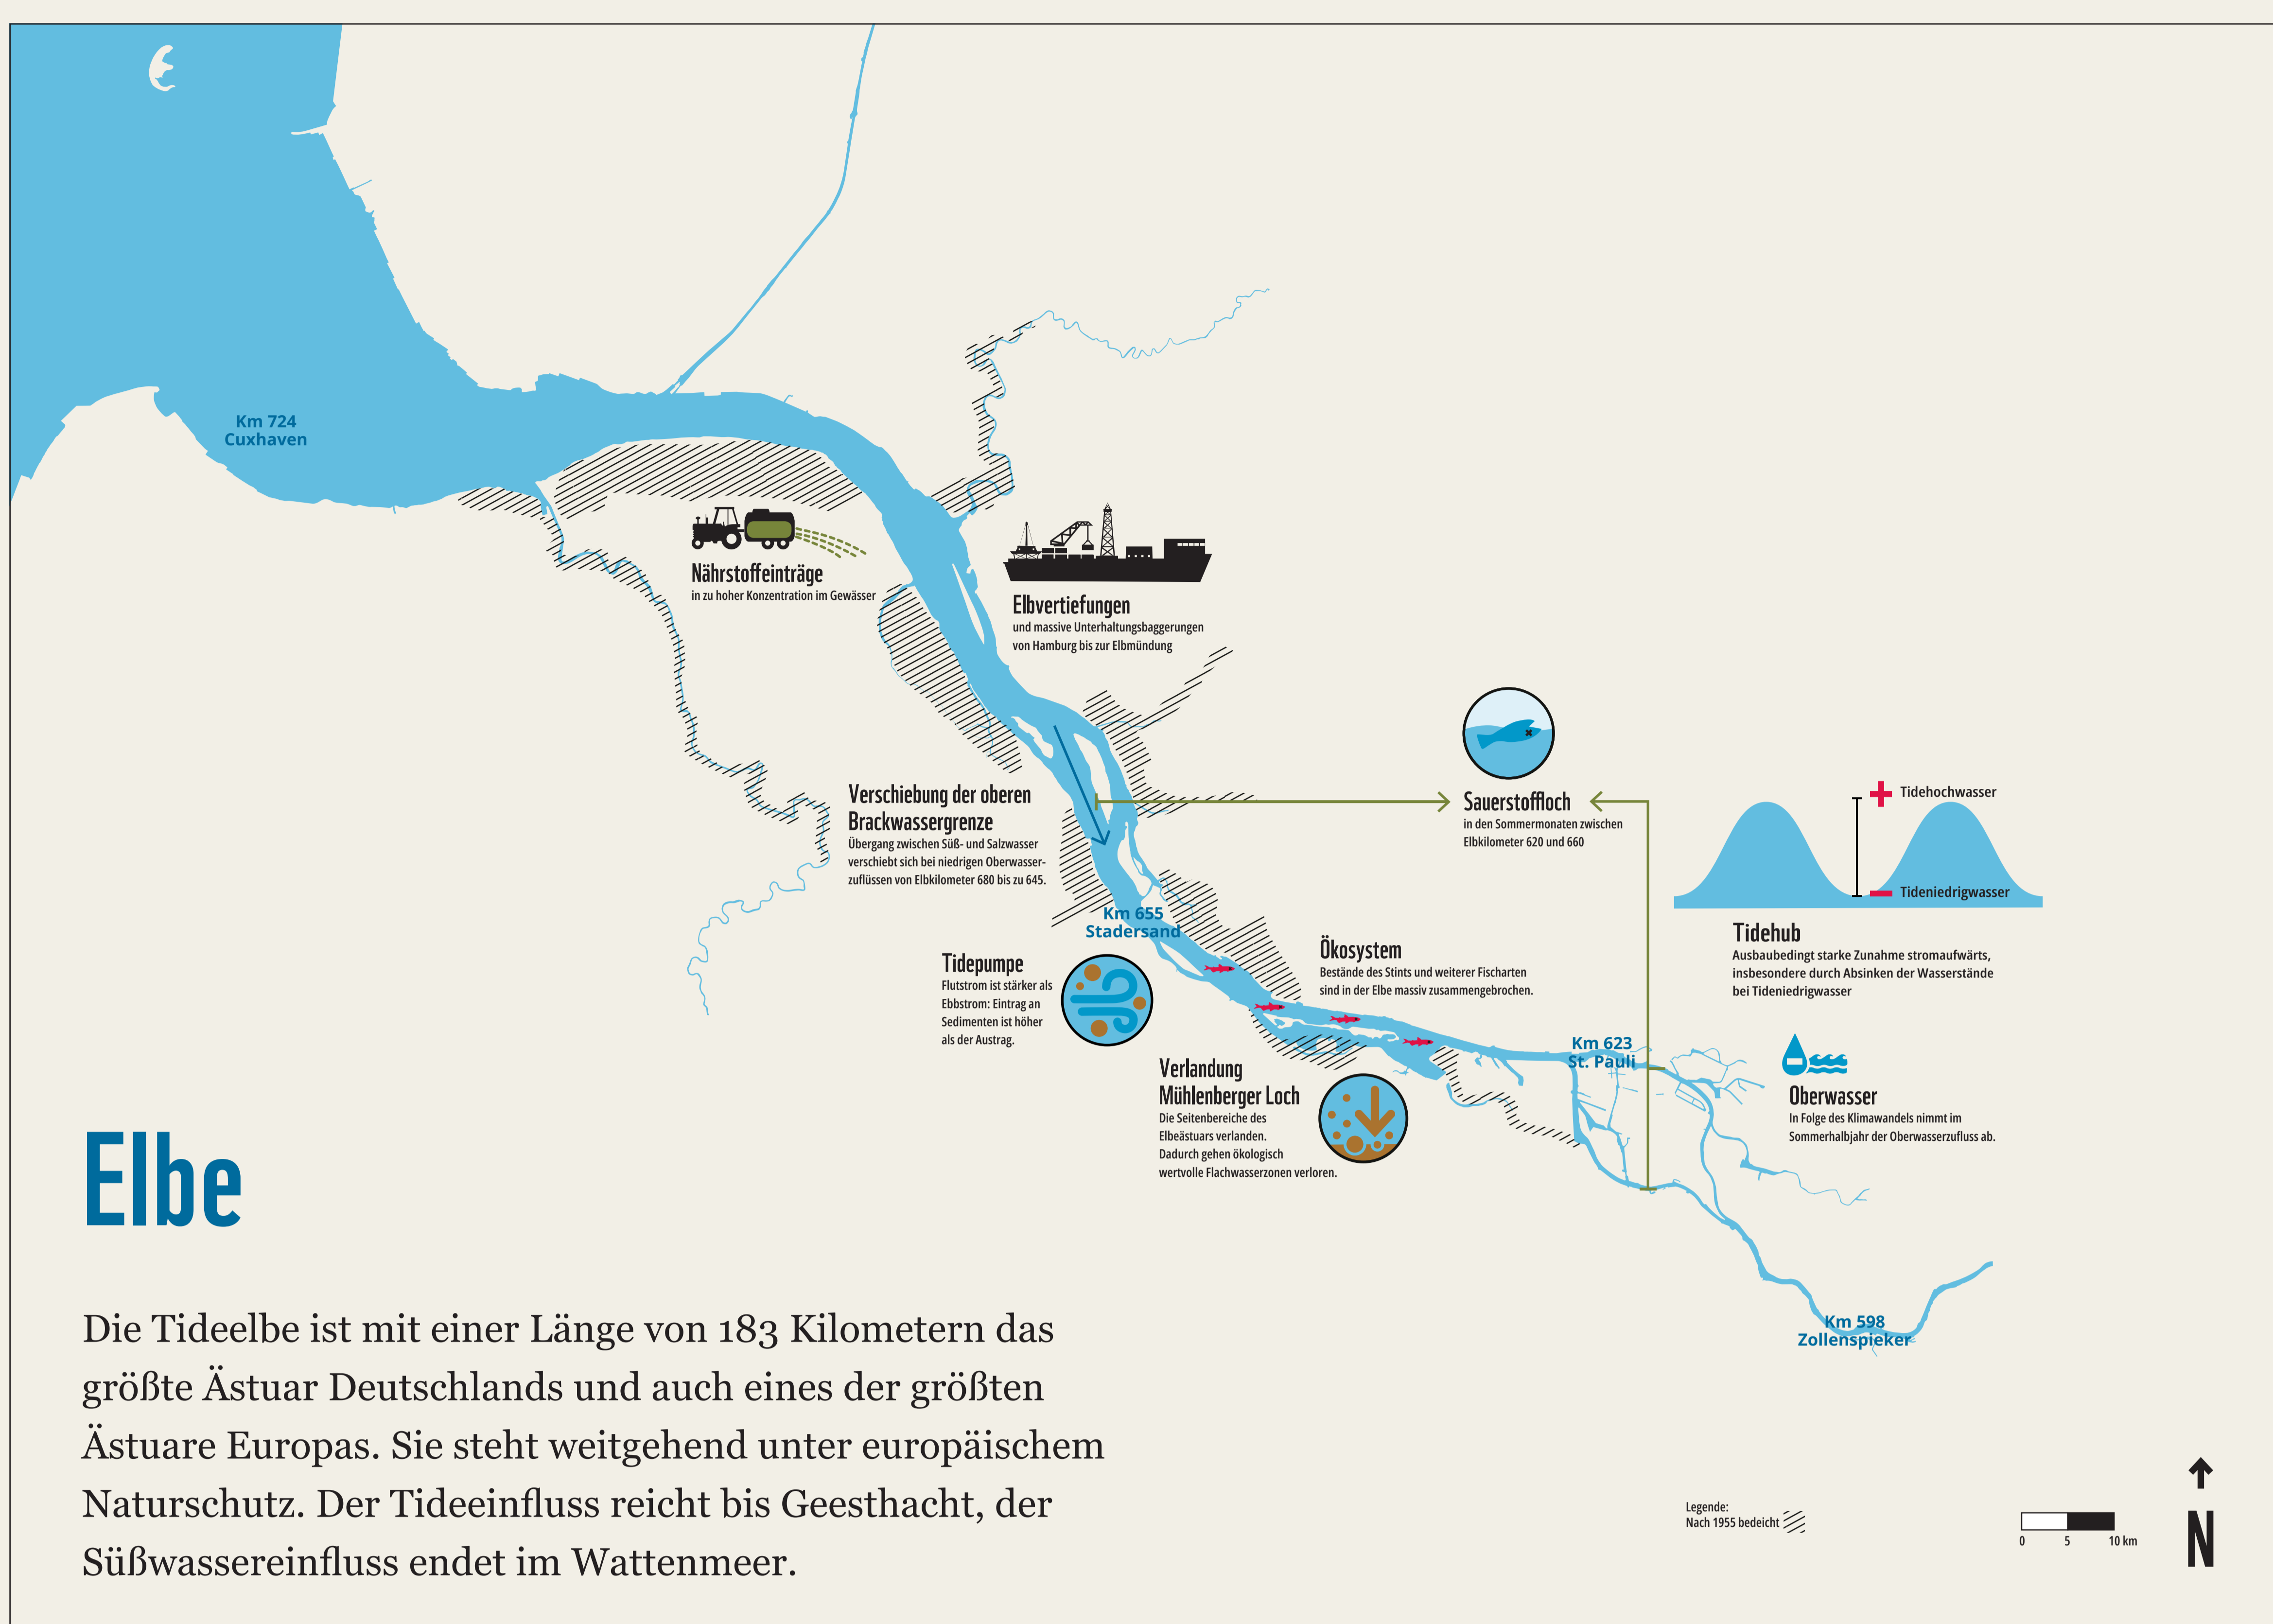 Km 724
Cuxhaven
Nährstoffeinträge
in zu hoher Konzentration im Gewässer
Elbvertiefungen
und massive Unterhaltungsbaggerungen
von Hamburg bis zur Elbmündung
Verschiebung der oberen
Brackwassergrenze
Übergang zwischen Süß- und Salzwasser
verschiebt sich bei niedrigen Oberwasser-
zuflüssen von Elbkilometer 680 bis zu 645.
Sauerstoffloch
in den Sommermonaten zwischen
Elbkilometer 620 und 660
Tidehochwasser
Tideniedrigwasser
Tidehub
Ausbaubedingt starke Zunahme stromaufwärts,
insbesondere durch Absinken der Wasserstände
bei Tideniedrigwasser
Km 655
Stadersand
Tidepumpe
Flutstrom ist stärker als
Ebbstrom: Eintrag an
Sedimenten ist höher
als der Austrag.
Ökosystem
Bestände des Stints und weiterer Fischarten
sind in der Elbe massiv zusammengebrochen.
Verlandung
Mühlenberger Loch
Die Seitenbereiche des
Elbeästuars verlanden.
Dadurch gehen ökologisch
wertvolle Flachwasserzonen verloren.
Km 623
St. Pauli
Oberwasser
In Folge des Klimawandels nimmt im
Sommerhalbjahr der Oberwasserzufluss ab.
Km 598
Zollenspieker
Elbe
Die Tideelbe ist mit einer Länge von 183 Kilometern das
größte Ästuar Deutschlands und auch eines der größten
Ästuare Europas. Sie steht weitgehend unter europäischem
Naturschutz. Der Tideeinfluss reicht bis Geesthacht, der
Süßwassereinfluss endet im Wattenmeer.
Legende:
Nach 1955 bedeicht
0 5 10 km
N